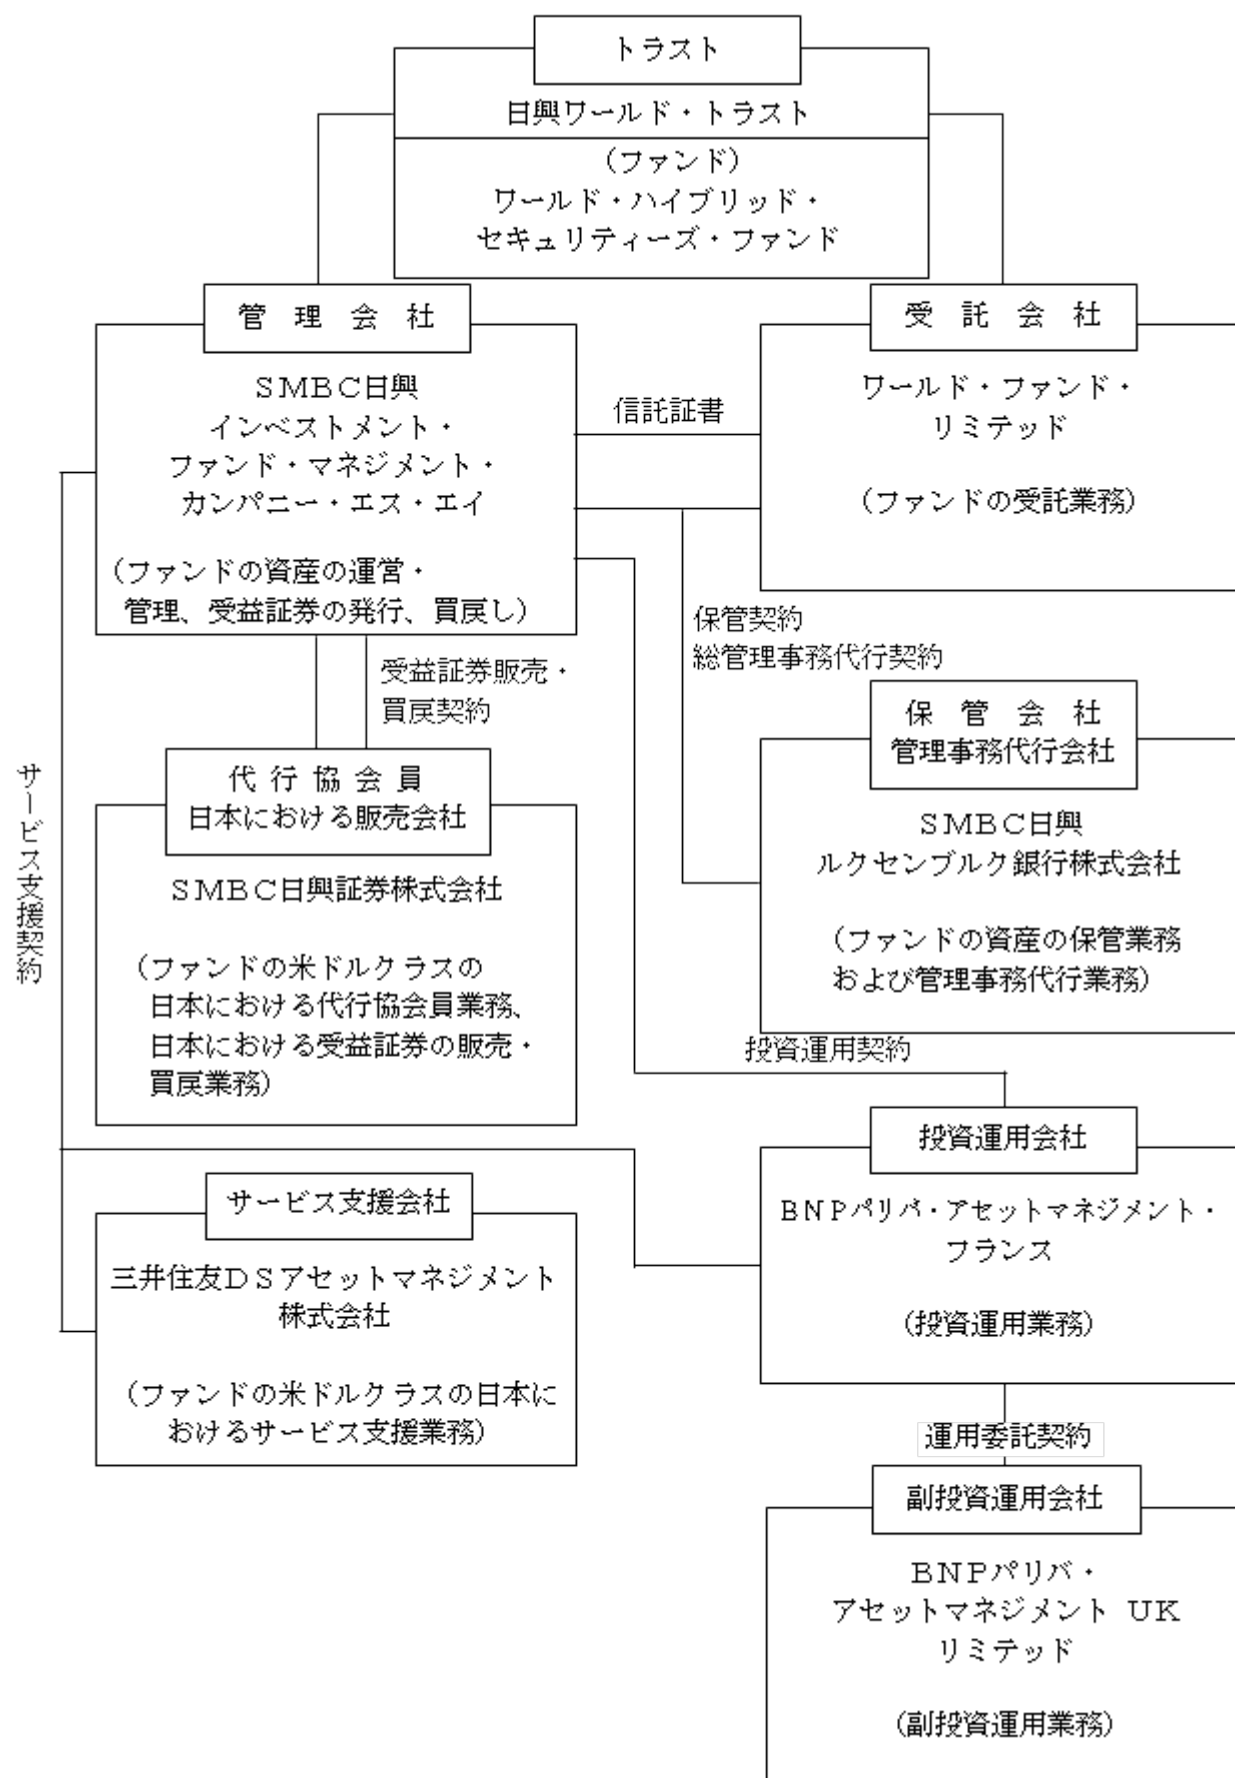 トラスト
日興ワールド・トラスト
(ファンド)
ワールド・ハイブリッド・
セキュリティーズ・ファンド
管理会社
SMBC日興
インベストメント・
ファンド・マネジメント・
カンパニー・エス・エイ
(ファンドの資産の運営・
管理、受益証券の発行、買戻し)
信託証書
受託会社
ワールド・ファンド・
リミテッド
(ファンドの受託業務)
保管契約
総管理事務代行契約
受益証券販売・
買戻契約
保管会社
管理事務代行会社
SMBC日興
ルクセンブルク銀行株式会社
(ファンドの資産の保管業務
および管理事務代行業務)
サービス支援契約
代行協会員
日本における販売会社
SMBC日興証券株式会社
(ファンドの米ドルクラスの
日本における代行協会員業務、
日本における受益証券の販売・
買戻業務)
投資運用契約
投資運用会社
BNPパリバ・アセットマネジメント・
フランス
(投資運用業務)
サービス支援会社
三井住友DSアセットマネジメント
株式会社
(ファンドの米ドルクラスの日本に
おけるサービス支援業務)
運用委託契約
副投資運用会社
BNPパリバ・
アセットマネジメント UK
リミテッド
(副投資運用業務)